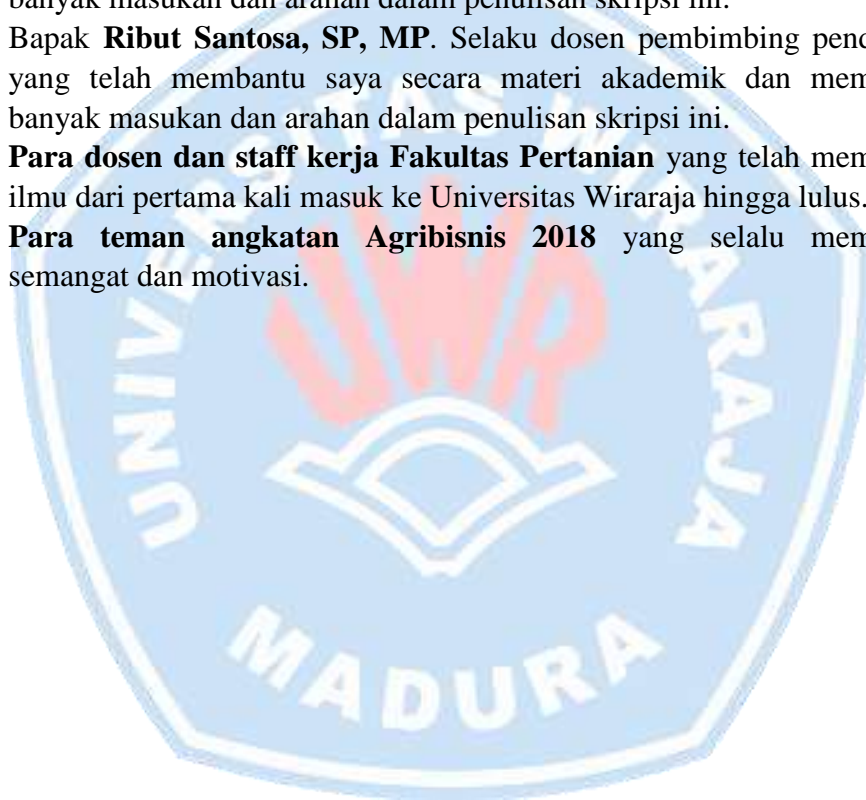 banyak masukan dan arahan dalam penulisan skripsi ini.
Bapak Ribut Santosa, SP, MP. Selaku dosen pembimbing
yang telah membantu saya secara materi akademik dan
banyak masukan dan arahan dalam penulisan skripsi ini.
Para dosen dan staff kerja Fakultas Pertanian yang telah
ilmu dari pertama kali masuk ke Universitas Wiraraja hingga lulus.
Para teman angkatan Agribisnis 2018 yang selalu
semangat dan motivasi.
UNIVERSITAS WIRARAJA
UWR
MADURA